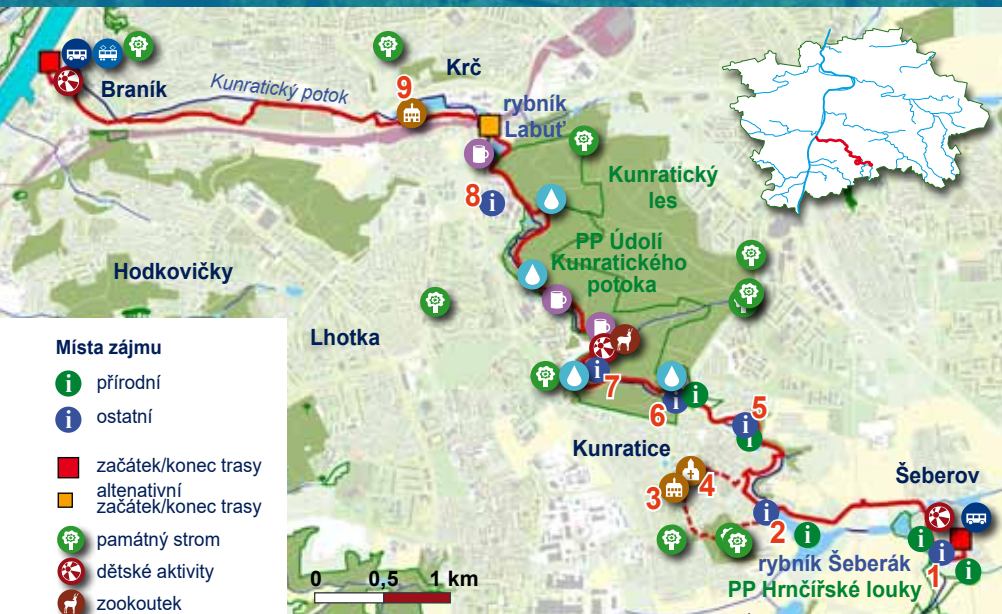 Krč
Braník
Kunratický potok
9
rybník
Labuť
Kunratický
les
8
PP Údolí
Kunratického
potoka
Hodkovičky
Lhotka
Místa zájmu
přírodní
ostatní
začátek/konec trasy
altenativní
začátek/konec trasy
památný strom
dětské aktivity
zookoutek
7
6
5
Kunratice
Šeberov
4
3
2
rybník Šeberák
1
PP Hrnčířské louky
0 0,5 1 km